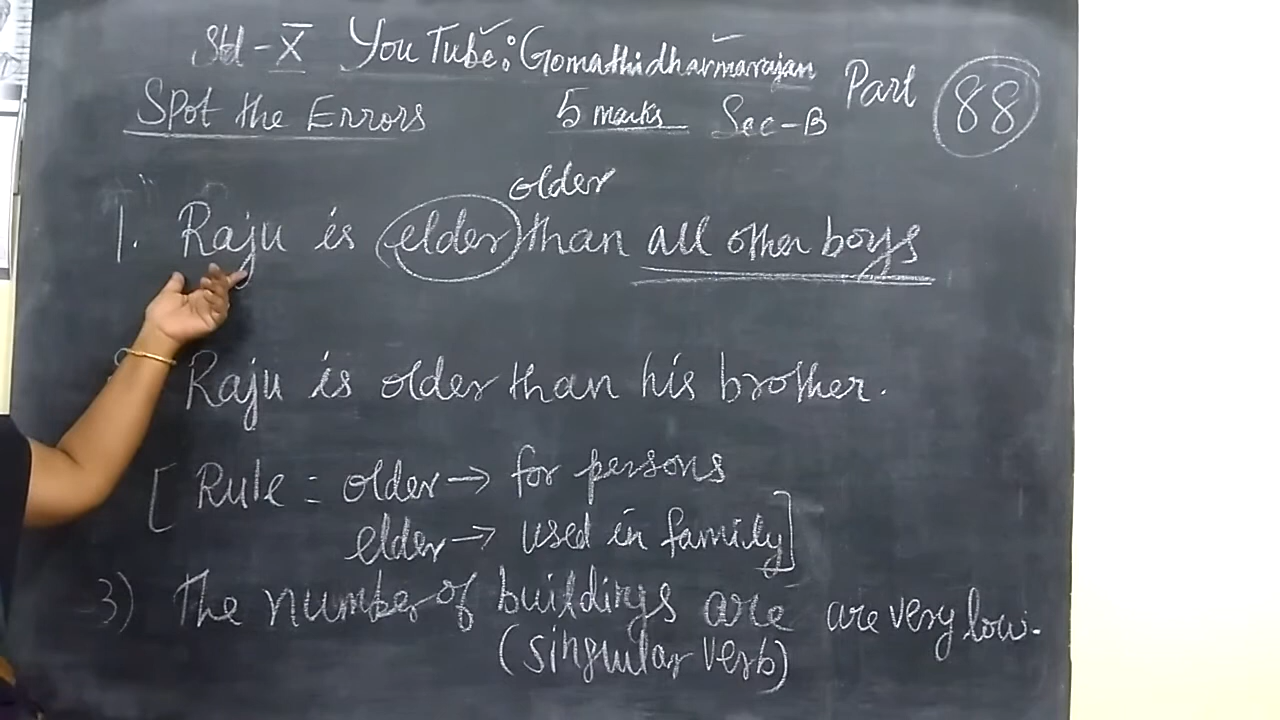 Std - X YouTube: Gomathidharmarajan Part 88
Spot the Errors 5 marks Sec-B
older
1. Raju is elder than all other boys
Raju is older than his brother.
[Rule = older → for persons
elder → used in family]
3) The number of buildings are are very low.
(singular verb)